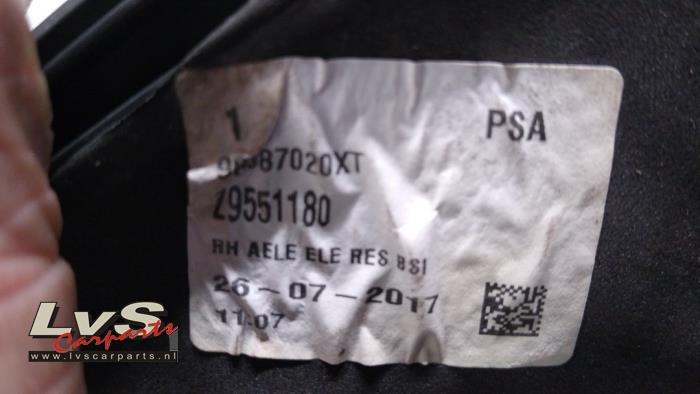 1
PSA
87020XT
Z9551180
RH AELE ELE RES BSI
26-07-2017
11:07
LvS
Carparts
www.lvscarparts.nl